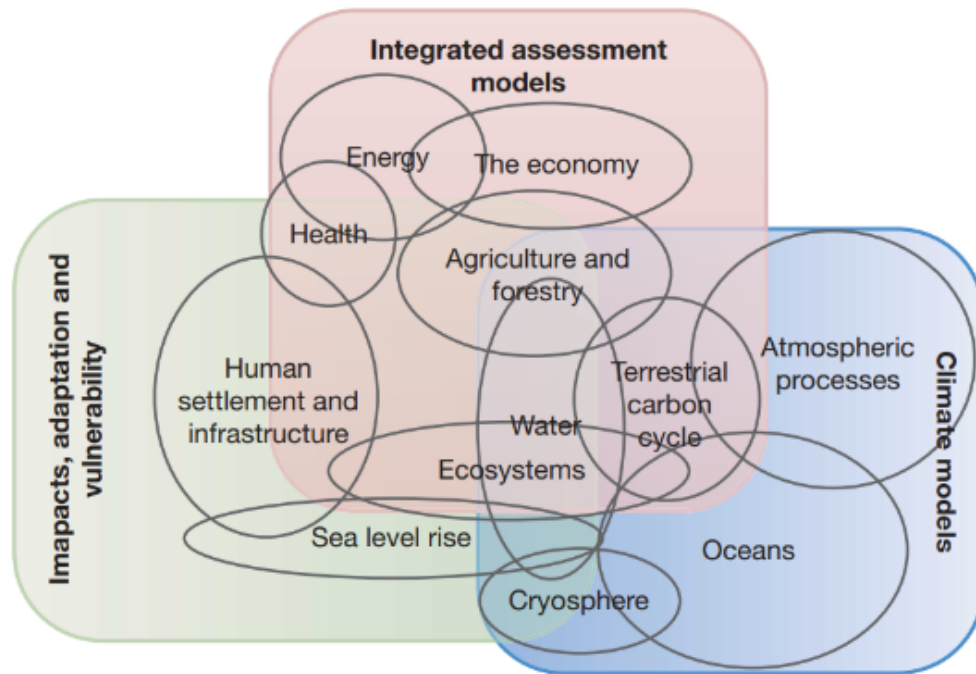 Integrated assessment
models
Energy
The economy
Health
Agriculture and
forestry
Imapacts, adaptation and
vulnerability
Human
settlement and
infrastructure
Water
Terrestrial
carbon
cycle
Atmospheric
processes
Climate models
Ecosystems
Sea level rise
Oceans
Cryosphere